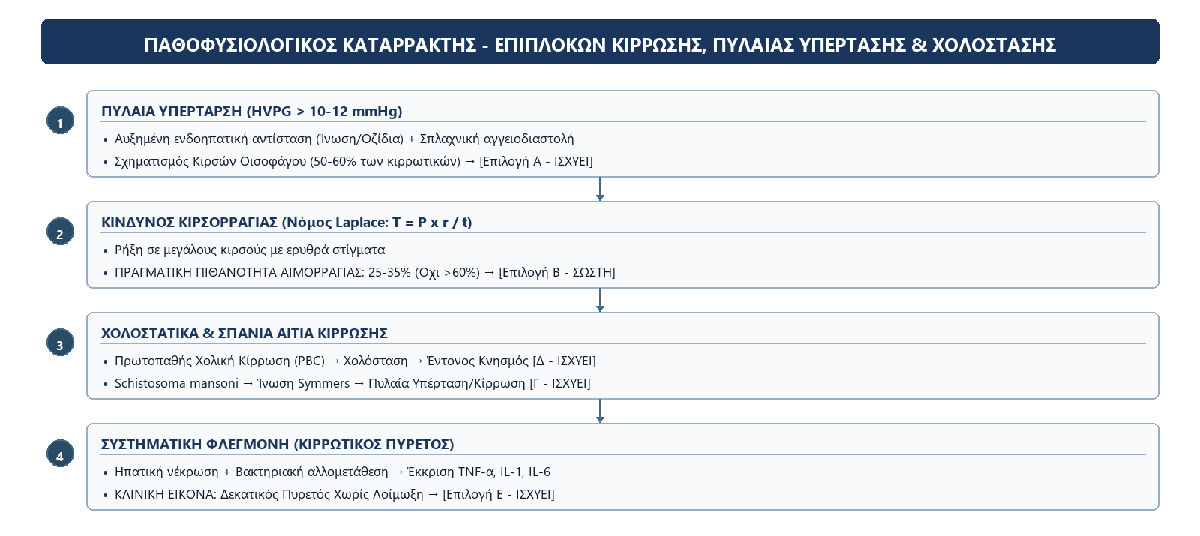 ΠΑΘΟΦΥΣΙΟΛΟΓΙΚΟΣ ΚΑΤΑΡΡΑΚΤΗΣ - ΕΠΙΠΛΟΚΩΝ ΚΙΡΡΩΣΗΣ, ΠΥΛΑΙΑΣ ΥΠΕΡΤΑΣΗΣ & ΧΟΛΟΣΤΑΣΗΣ
1
ΠΥΛΑΙΑ ΥΠΕΡΤΑΡΣΗ (HVPG > 10-12 mmHg)
• Αυξημένη ενδοηπατική αντίσταση (Ίνωση/Οζίδια) + Σπλαχνική αγγειοδιαστολή
• Σχηματισμός Κιρσών Οισοφάγου (50-60% των κιρρωτικών) → [Επιλογή Α - ΙΣΧΥΕΙ]
2
ΚΙΝΔΥΝΟΣ ΚΙΡΣΟΡΡΑΓΙΑΣ (Νόμος Laplace: T = P x r / t)
• Ρήξη σε μεγάλους κιρσούς με ερυθρά στίγματα
• ΠΡΑΓΜΑΤΙΚΗ ΠΙΘΑΝΟΤΗΤΑ ΑΙΜΟΡΡΑΓΙΑΣ: 25-35% (Όχι >60%) → [Επιλογή Β - ΣΩΣΤΗ]
3
ΧΟΛΟΣΤΑΤΙΚΑ & ΣΠΑΝΙΑ ΑΙΤΙΑ ΚΙΡΡΩΣΗΣ
• Πρωτοπαθής Χολική Κίρρωση (PBC) → Χολόσταση → Έντονος Κνησμός [Δ - ΙΣΧΥΕΙ]
• Schistosoma mansoni → Ίνωση Symmers → Πυλαία Υπέρταση/Κίρρωση [Γ - ΙΣΧΥΕΙ]
4
ΣΥΣΤΗΜΑΤΙΚΗ ΦΛΕΓΜΟΝΗ (ΚΙΡΡΩΤΙΚΟΣ ΠΥΡΕΤΟΣ)
• Ηπατική νέκρωση + Βακτηριακή αλλομετάθεση → Έκκριση TNF-α, IL-1, IL-6
• ΚΛΙΝΙΚΗ ΕΙΚΟΝΑ: Δεκατικός Πυρετός Χωρίς Λοίμωξη → [Επιλογή Ε - ΙΣΧΥΕΙ]